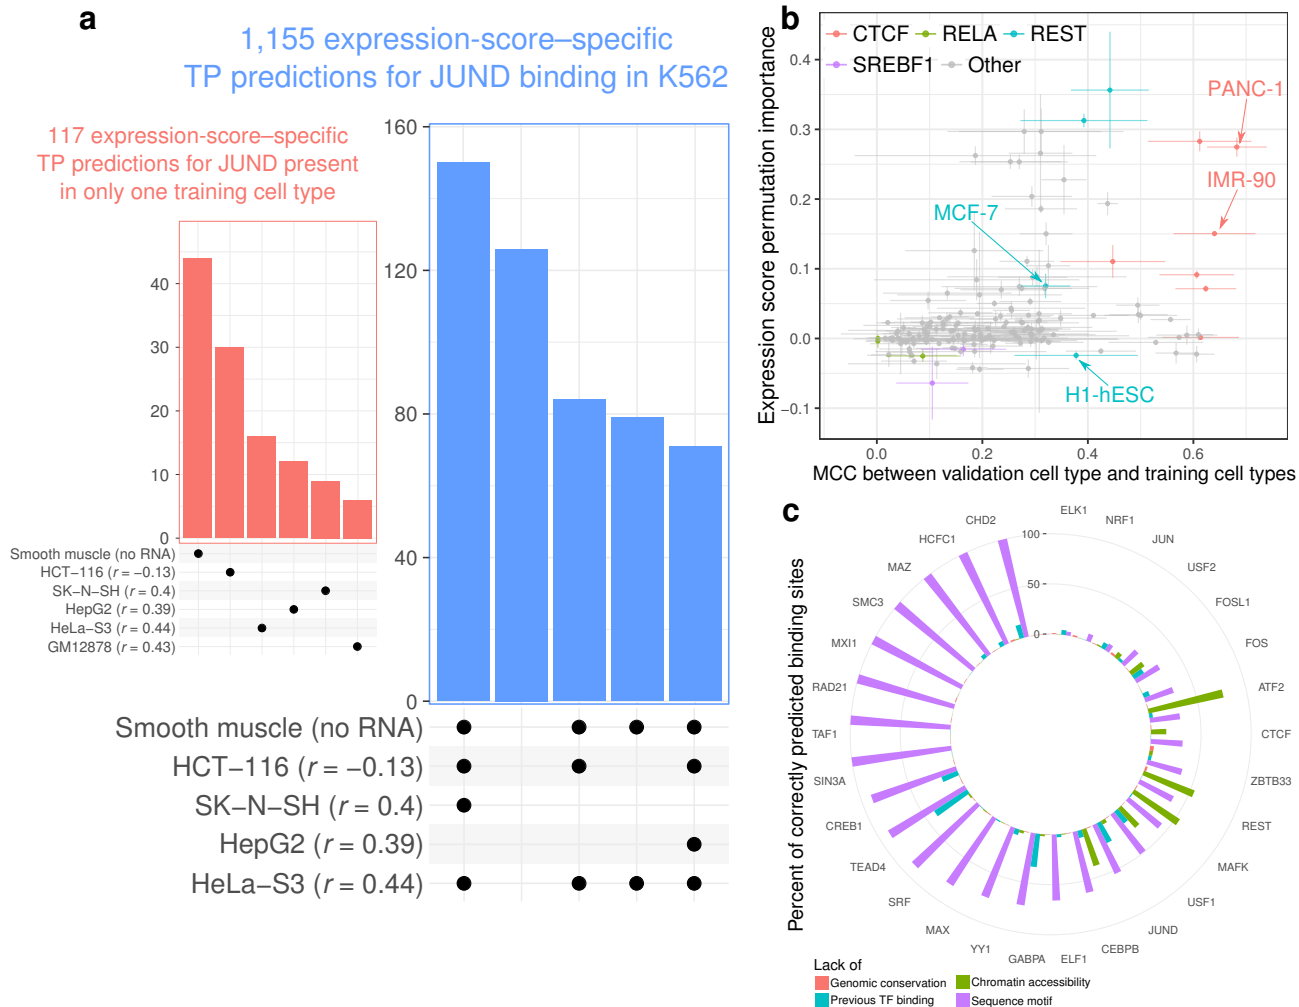 a
1,155 expression-score–specific
TP predictions for JUND binding in K562
117 expression-score–specific
TP predictions for JUND present
in only one training cell type
40
30
20
10
0
Smooth muscle (no RNA)
HCT−116 (r = −0.13)
SK−N−SH (r = 0.4)
HepG2 (r = 0.39)
HeLa−S3 (r = 0.44)
GM12878 (r = 0.43)
160
120
80
40
0
Smooth muscle (no RNA)
HCT−116 (r = −0.13)
SK−N−SH (r = 0.4)
HepG2 (r = 0.39)
HeLa−S3 (r = 0.44)
b
Expression score permutation importance
CTCF RELA REST
SREBF1 Other
PANC-1
IMR-90
MCF-7
H1-hESC
0.4
0.3
0.2
0.1
0.0
−0.1
0.0 0.2 0.4 0.6
MCC between validation cell type and training cell types
c
Percent of correctly predicted binding sites
100
50
0
ELK1
NRF1
JUN
USF2
FOSL1
FOS
ATF2
CTCF
ZBTB33
REST
MAFK
USF1
JUND
CEBPB
ELF1
GABPA
YY1
MAX
SRF
TEAD4
CREB1
SIN3A
TAF1
RAD21
MXI1
SMC3
MAZ
HCFC1
CHD2
Lack of
Genomic conservation
Chromatin accessibility
Previous TF binding
Sequence motif